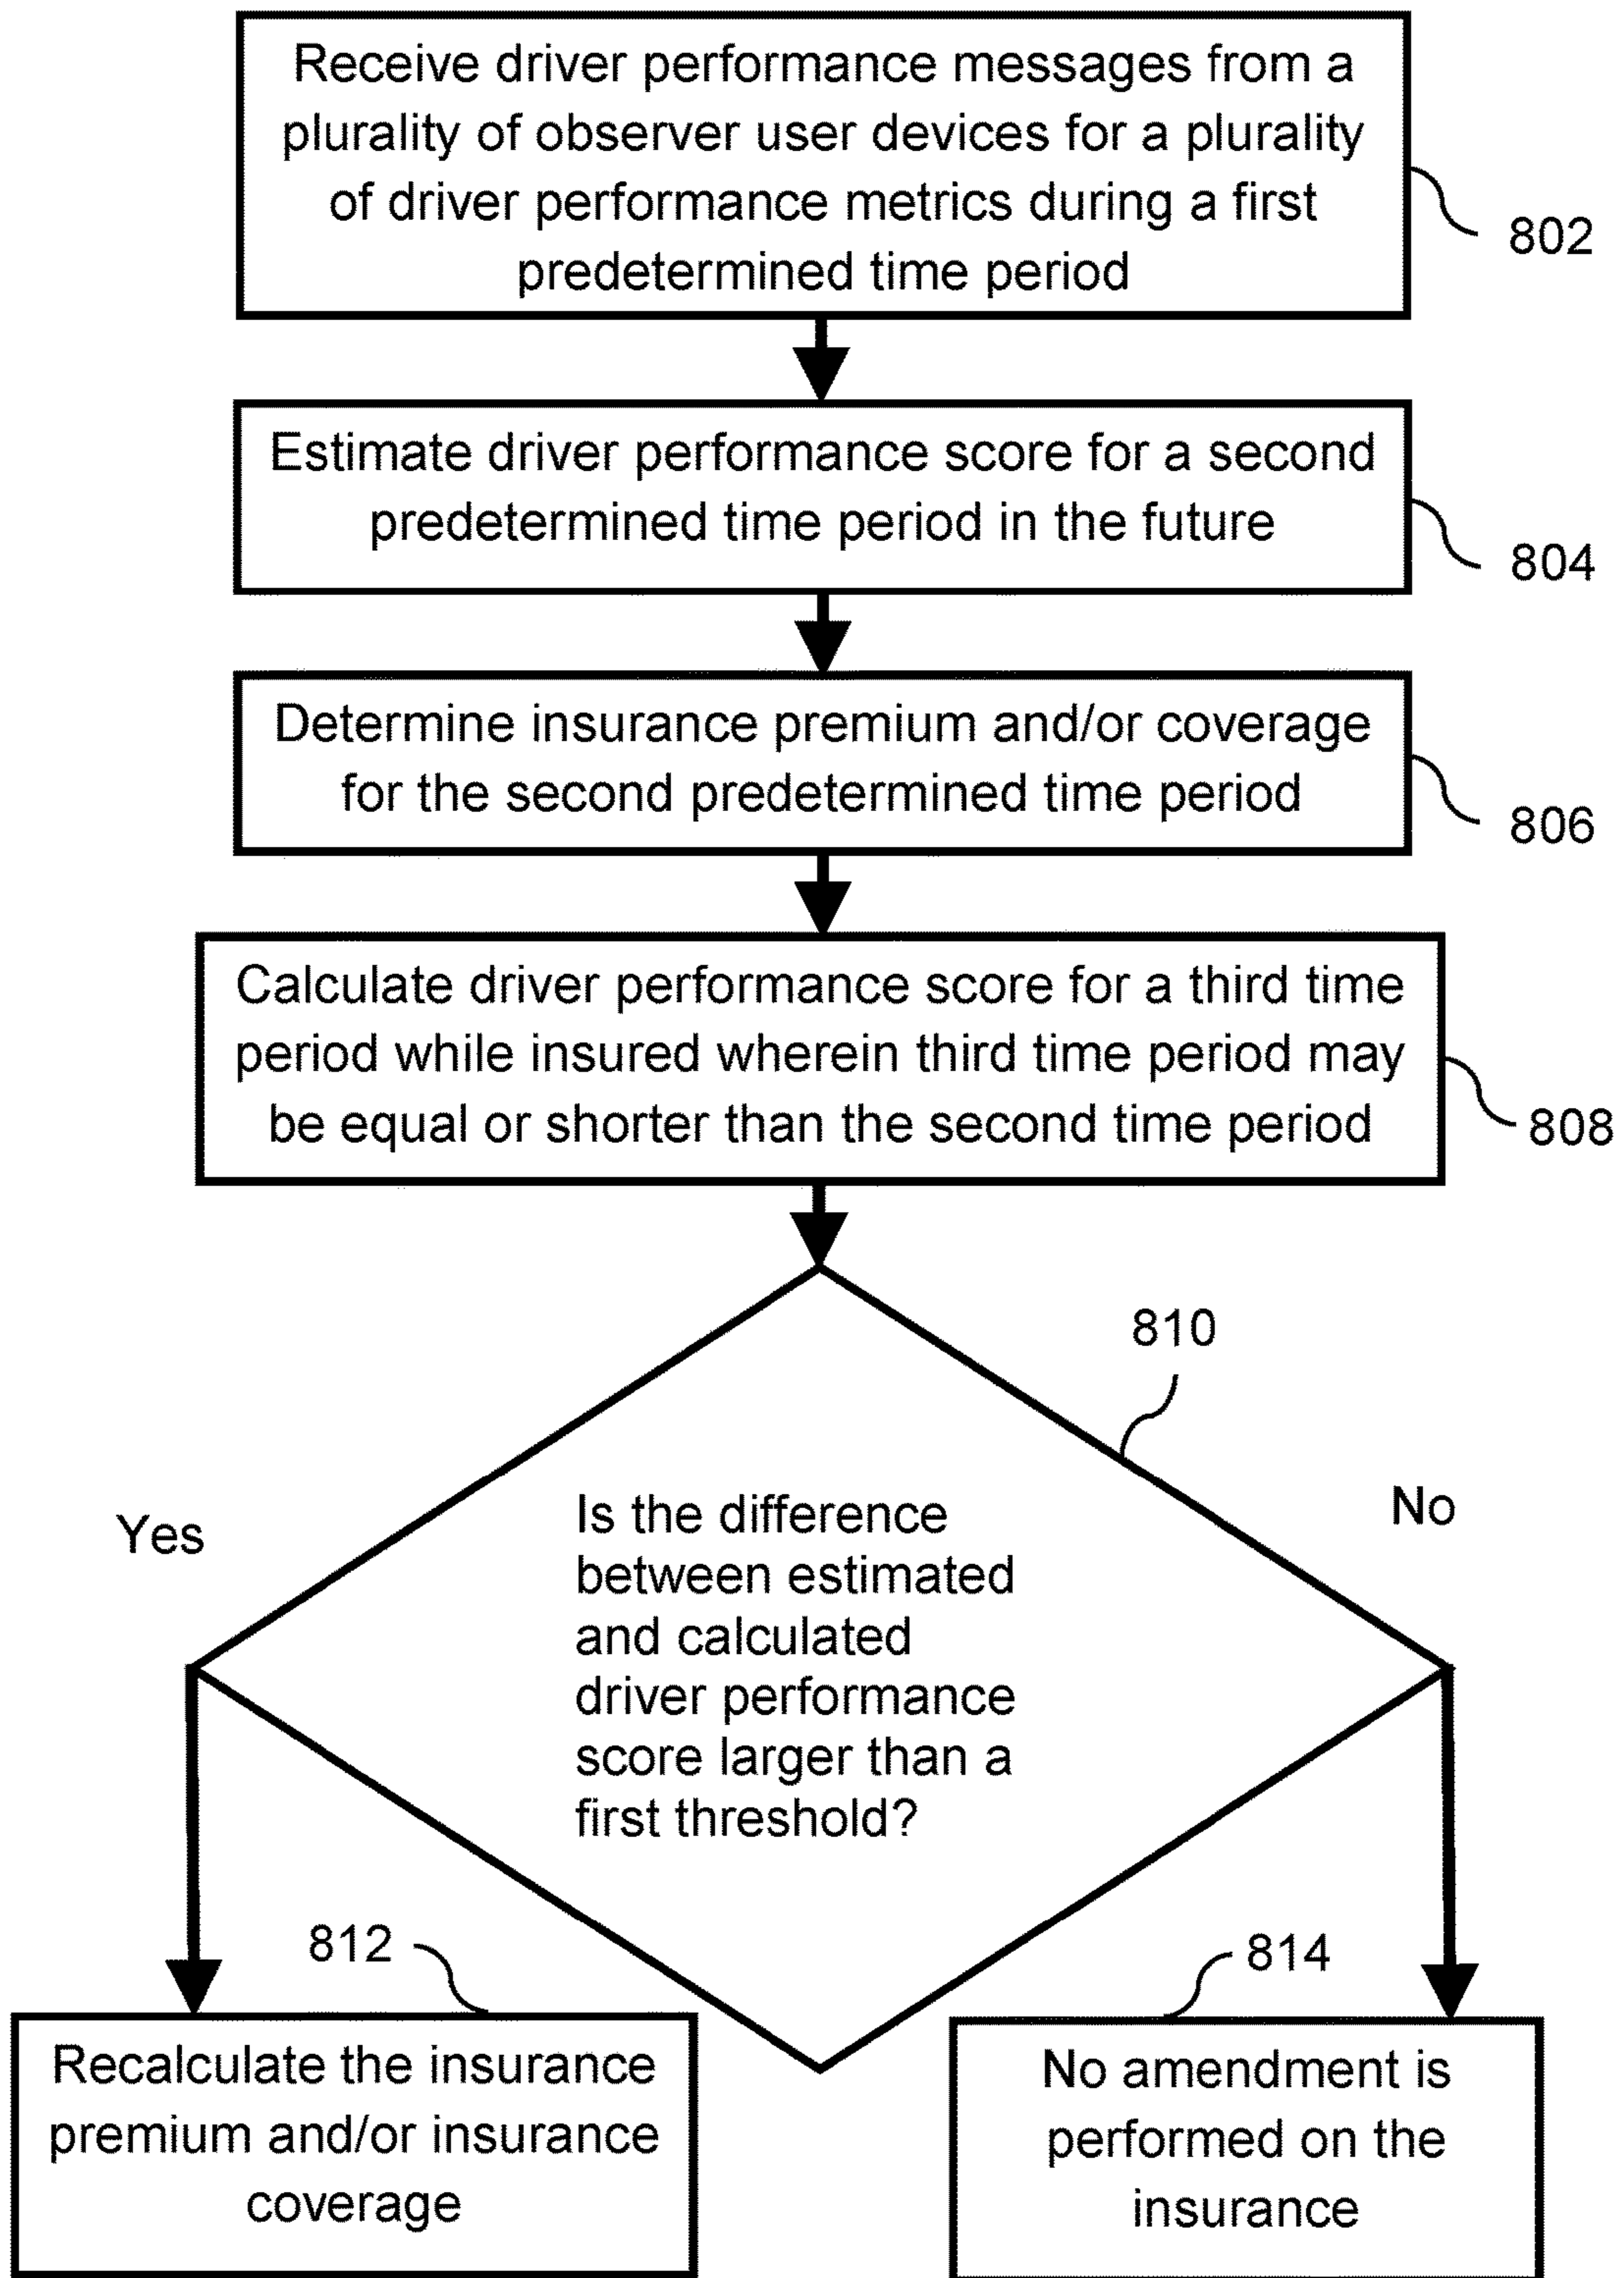 Receive driver performance messages from a
plurality of observer user devices for a plurality
of driver performance metrics during a first
predetermined time period
802
Estimate driver performance score for a second
predetermined time period in the future
804
Determine insurance premium and/or coverage
for the second predetermined time period
806
Calculate driver performance score for a third time
period while insured wherein third time period may
be equal or shorter than the second time period
808
810
Yes
No
Is the difference
between estimated
and calculated
driver performance
score larger than a
first threshold?
812
814
Recalculate the insurance
premium and/or insurance
coverage
No amendment is
performed on the
insurance